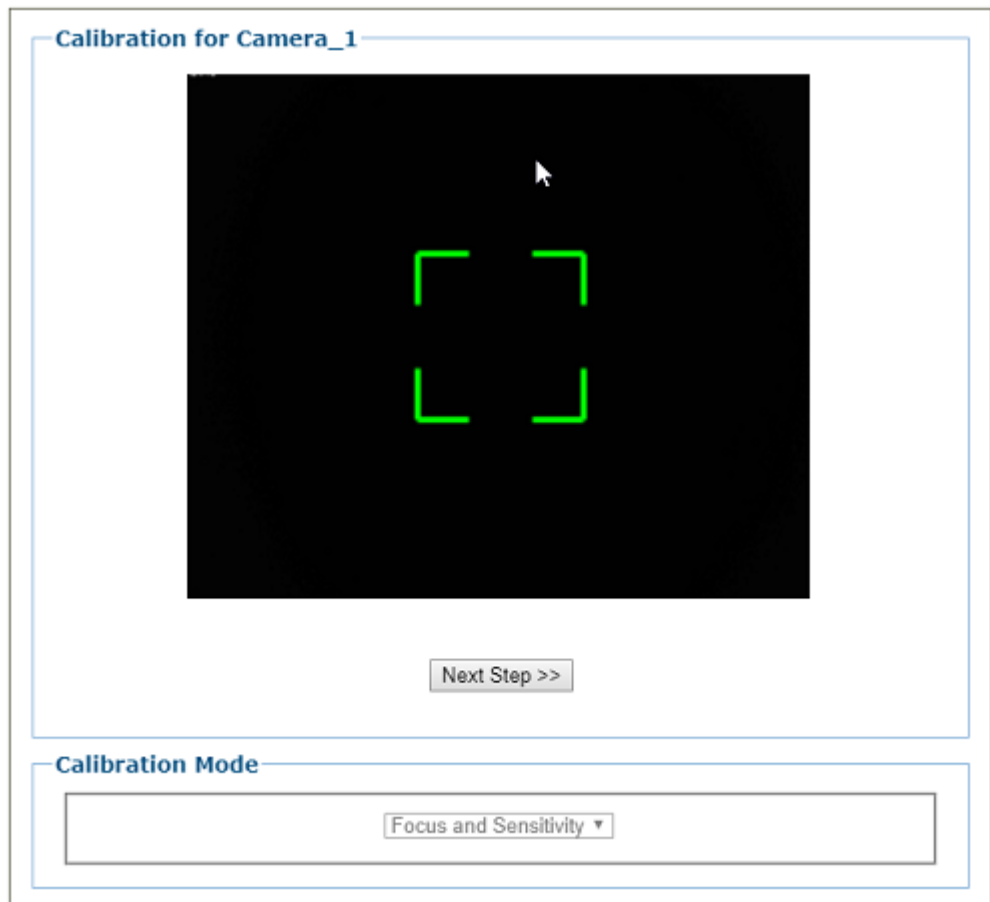 Calibration for Camera_1
Next Step >>
Calibration Mode
Focus and Sensitivity ▼